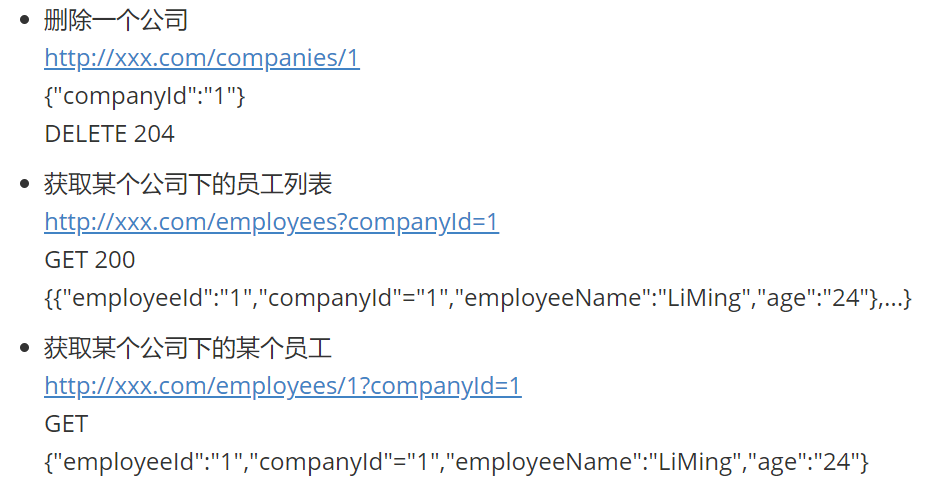 删除一个公司
http://xxx.com/companies/1
{"companyId":"1"}
DELETE 204
获取某个公司下的员工列表
http://xxx.com/employees?companyId=1
GET 200
{{"employeeId":"1","companyId"="1","employeeName":"LiMing","age":"24"},...}
获取某个公司下的某个员工
http://xxx.com/employees/1?companyId=1
GET
{"employeeId":"1","companyId"="1","employeeName":"LiMing","age":"24"}